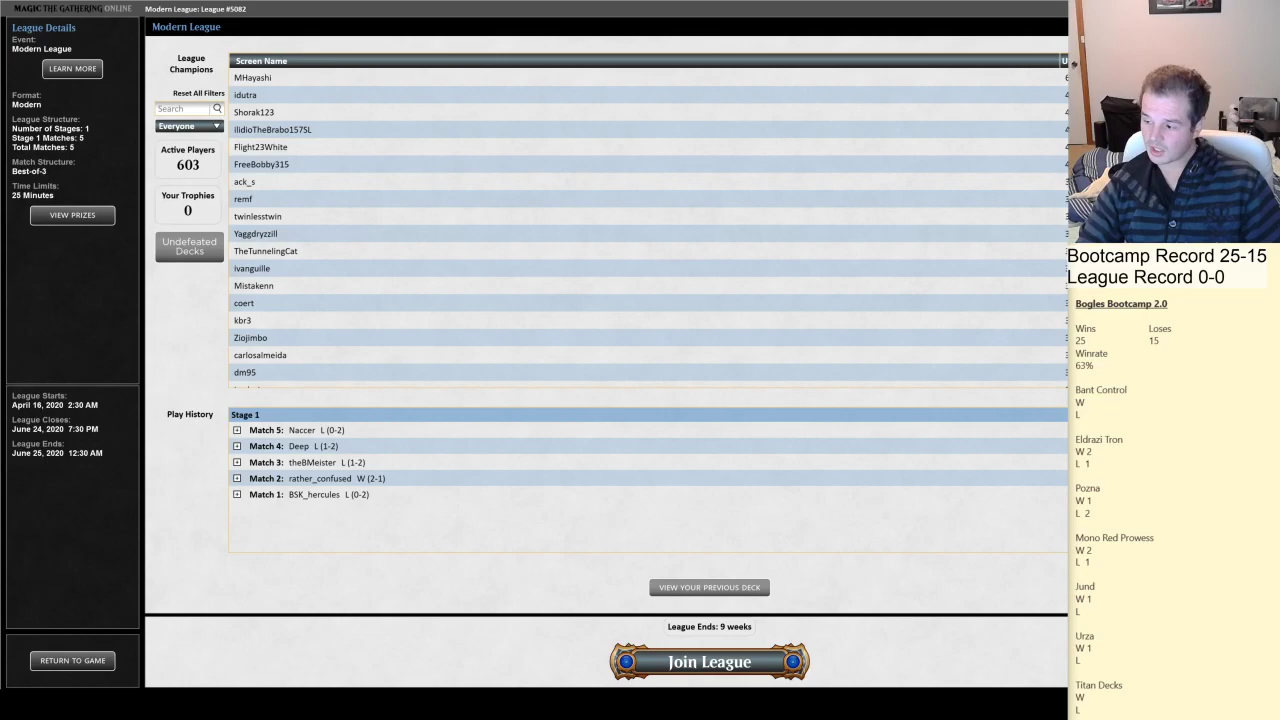 MAGIC THE GATHERING ONLINE
Modern League: League #5082
League Details
Event:
Modern League
LEARN MORE
Format:
Modern
League Structure:
Number of Stages: 1
Stage 1 Matches: 5
Total Matches: 5
Match Structure:
Best-of-3
Time Limits:
25 Minutes
VIEW PRIZES
League Starts:
April 16, 2020 2:30 AM
League Closes:
June 24, 2020 7:30 PM
League Ends:
June 25, 2020 12:30 AM
RETURN TO GAME
Modern League
League
Champions
Reset All Filters
Search
Everyone
Active Players
603
Your Trophies
0
Undefeated
Decks
Screen Name
MHayashi
idutra
Shorak123
ilidioTheBrabo157SL
Flight23White
FreeBobby315
ack_s
remf
twinlesstwin
Yaggdryzzill
TheTunnelingCat
ivanguille
Mistakenn
coert
kbr3
Ziojimbo
carlosalmeida
dm95
Play History
Stage 1
Match 5: Naccer L (0-2)
Match 4: Deep L (1-2)
Match 3: theBMeister L (1-2)
Match 2: rather_confused W (2-1)
Match 1: BSK_hercules L (0-2)
VIEW YOUR PREVIOUS DECK
League Ends: 9 weeks
Join League
Bootcamp Record 25-15
League Record 0-0
Bogles Bootcamp 2.0
Wins Loses
25 15
Winrate
63%
Bant Control
W
L
Eldrazi Tron
W 2
L 1
Pozna
W 1
L 2
Mono Red Prowess
W 2
L 1
Jund
W 1
L
Urza
W 1
L
Titan Decks
W
L